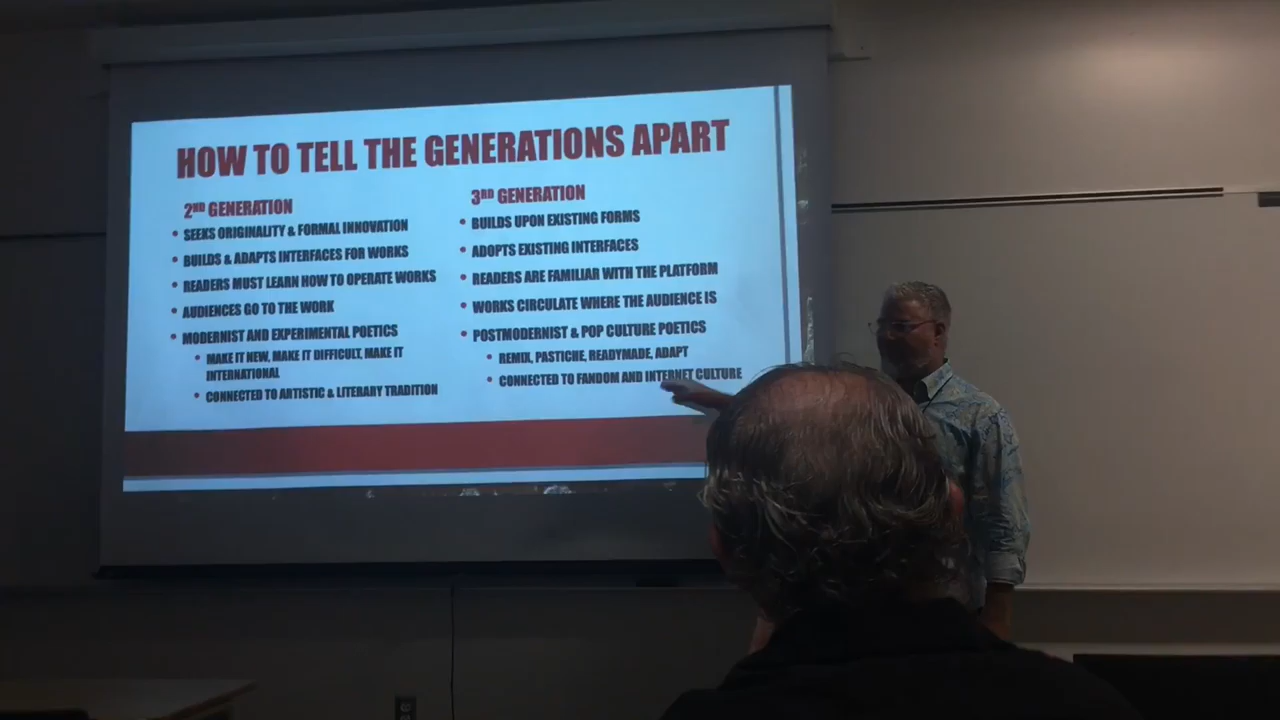 HOW TO TELL THE GENERATIONS APART
2ND GENERATION
• SEEKS ORIGINALITY & FORMAL INNOVATION
• BUILDS & ADAPTS INTERFACES FOR WORKS
• READERS MUST LEARN HOW TO OPERATE WORKS
• AUDIENCES GO TO THE WORK
• MODERNIST AND EXPERIMENTAL POETICS
• MAKE IT NEW, MAKE IT DIFFICULT, MAKE IT
INTERNATIONAL
• CONNECTED TO ARTISTIC & LITERARY TRADITION
3RD GENERATION
• BUILDS UPON EXISTING FORMS
• ADOPTS EXISTING INTERFACES
• READERS ARE FAMILIAR WITH THE PLATFORM
• WORKS CIRCULATE WHERE THE AUDIENCE IS
• POSTMODERNIST & POP CULTURE POETICS
• REMIX, PASTICHE, READYMADE, ADAPT
• CONNECTED TO FANDOM AND INTERNET CULTURE